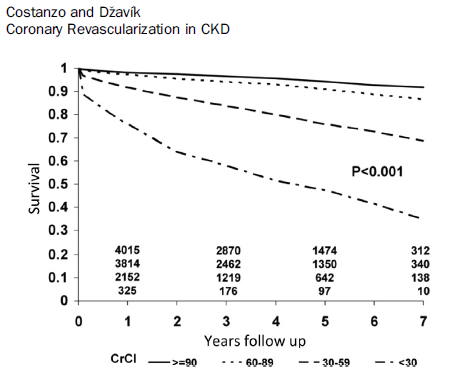 Costanzo and Džavík
Coronary Revascularization in CKD
1
0.9
0.8
0.7
0.6
0.5
0.4
0.3
0.2
0.1
0
Survival
P<0.001
4015 2870 1474 312
3814 2462 1350 340
2152 1219 642 138
325 176 97 10
0 1 2 3 4 5 6 7
Years follow up
CrCl >=90 60-89 30-59 <30